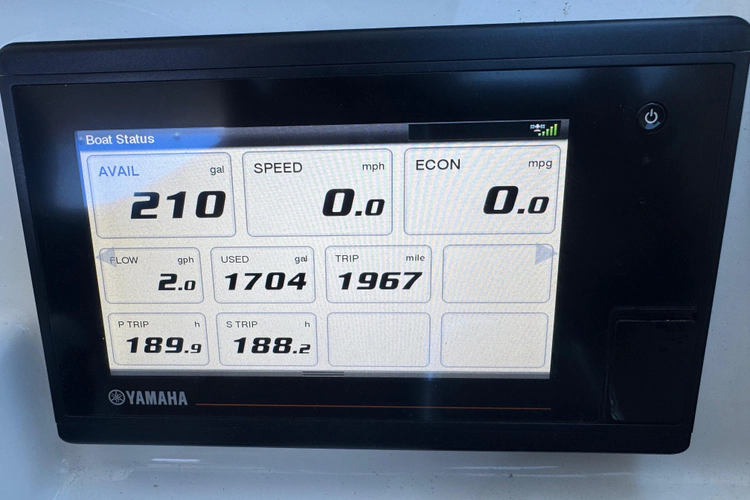 Boat Status
AVAIL gal
210
SPEED mph
0.0
ECON mpg
0.0
FLOW gph
2.0
USED gal
1704
TRIP mile
1967
P TRIP h
189.9
S TRIP h
188.2
YAMAHA